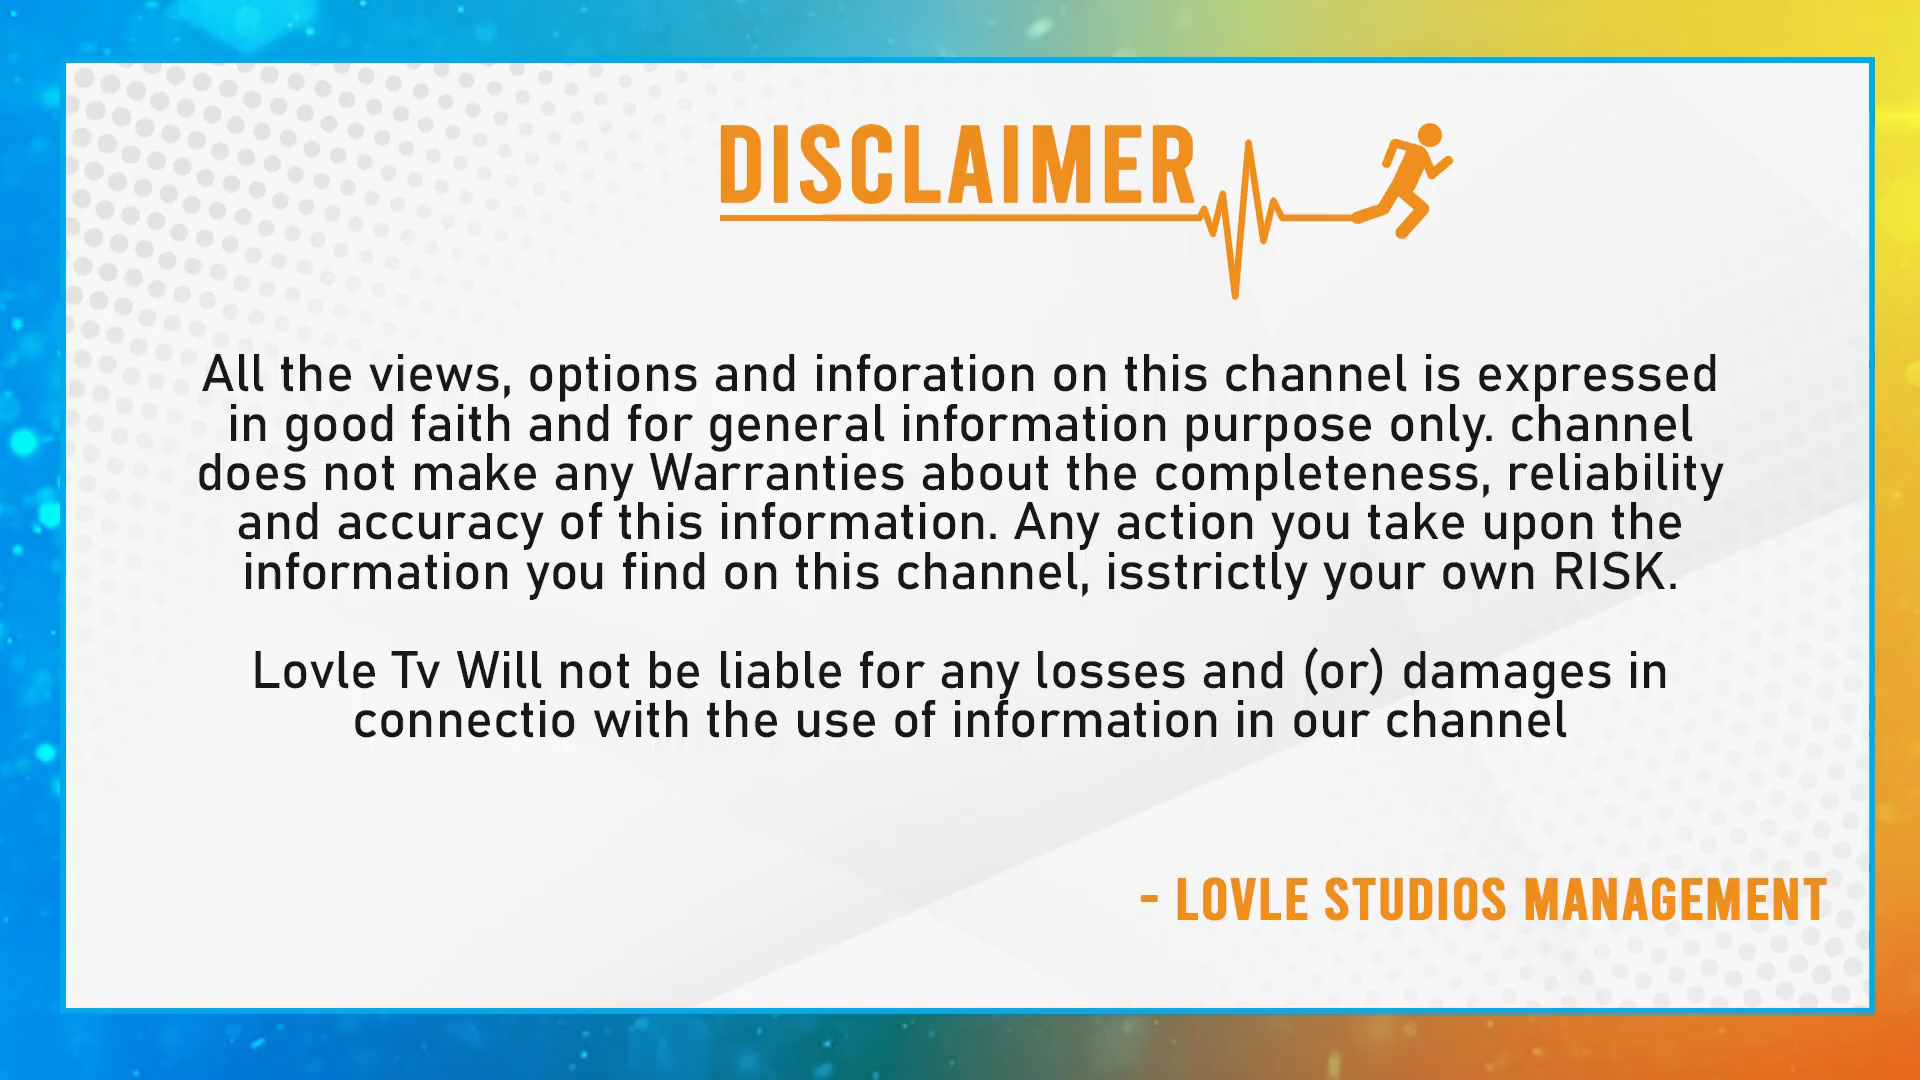 DISCLAIMER
All the views, options and inforation on this channel is expressed
in good faith and for general information purpose only. channel
does not make any Warranties about the completeness, reliability
and accuracy of this information. Any action you take upon the
information you find on this channel, isstrictly your own RISK.
Lovle Tv Will not be liable for any losses and (or) damages in
connectio with the use of information in our channel
- LOVLE STUDIOS MANAGEMENT